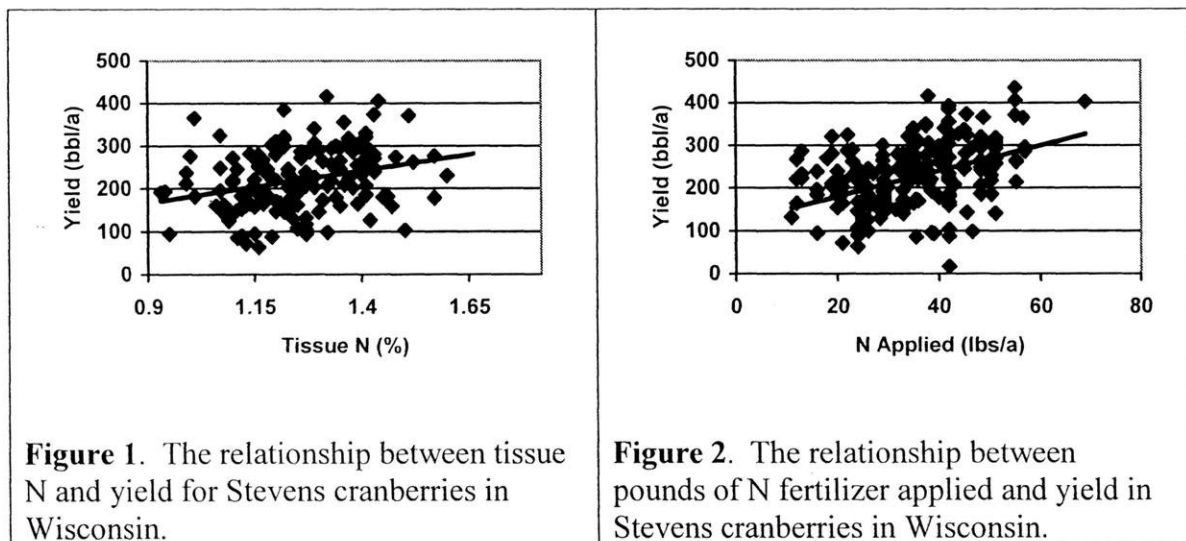 500
400
300
200
100
0
Yield (bbl/a)
0.9 1.15 1.4 1.65
Tissue N (%)
Figure 1. The relationship between tissue
N and yield for Stevens cranberries in
Wisconsin.
500
400
300
200
100
0
Yield (bbl/a)
0 20 40 60 80
N Applied (lbs/a)
Figure 2. The relationship between
pounds of N fertilizer applied and yield in
Stevens cranberries in Wisconsin.